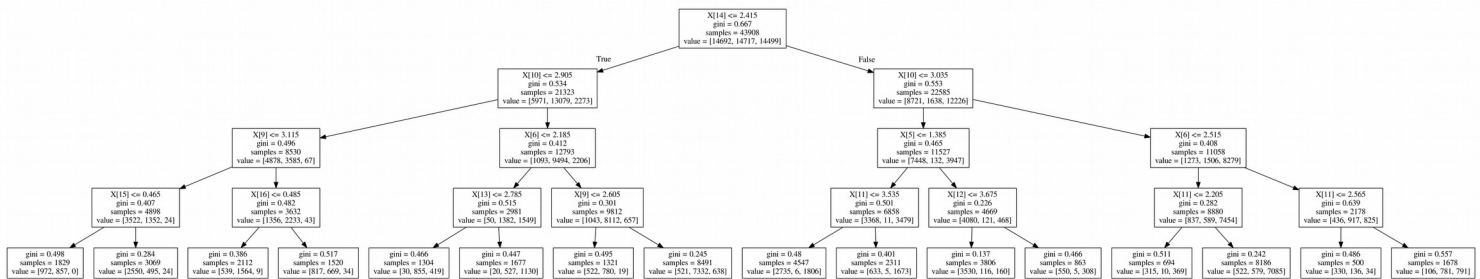 X[14] <= 2.415
gini = 0.667
samples = 43908
value = [14692, 14717, 14499]
True
False
X[10] <= 2.905
gini = 0.534
samples = 21323
value = [5971, 13079, 2273]
X[10] <= 3.035
gini = 0.553
samples = 22585
value = [8721, 1638, 12226]
X[9] <= 3.115
gini = 0.496
samples = 8530
value = [4878, 3585, 67]
X[6] <= 2.185
gini = 0.412
samples = 12793
value = [1093, 9494, 2206]
X[5] <= 1.385
gini = 0.465
samples = 11527
value = [7448, 132, 3947]
X[6] <= 2.515
gini = 0.408
samples = 11058
value = [1273, 1506, 8279]
X[15] <= 0.465
gini = 0.407
samples = 4898
value = [3522, 1352, 24]
X[16] <= 0.485
gini = 0.482
samples = 3632
value = [1356, 2233, 43]
X[13] <= 2.785
gini = 0.515
samples = 2981
value = [50, 1382, 1549]
X[9] <= 2.605
gini = 0.301
samples = 9812
value = [1043, 8112, 657]
X[11] <= 3.535
gini = 0.501
samples = 6858
value = [3368, 11, 3479]
X[12] <= 3.675
gini = 0.226
samples = 4669
value = [4080, 121, 468]
X[11] <= 2.205
gini = 0.282
samples = 8880
value = [837, 589, 7454]
X[11] <= 2.565
gini = 0.639
samples = 2178
value = [436, 917, 825]
gini = 0.498
samples = 1829
value = [972, 857, 0]
gini = 0.284
samples = 3069
value = [2550, 495, 24]
gini = 0.386
samples = 2112
value = [539, 1564, 9]
gini = 0.517
samples = 1520
value = [817, 669, 34]
gini = 0.466
samples = 1304
value = [30, 855, 419]
gini = 0.447
samples = 1677
value = [20, 527, 1130]
gini = 0.495
samples = 1321
value = [522, 780, 19]
gini = 0.245
samples = 8491
value = [521, 7332, 638]
gini = 0.48
samples = 4547
value = [2735, 6, 1806]
gini = 0.401
samples = 2311
value = [633, 5, 1673]
gini = 0.137
samples = 3806
value = [3530, 116, 160]
gini = 0.466
samples = 863
value = [550, 5, 308]
gini = 0.511
samples = 694
value = [315, 10, 369]
gini = 0.242
samples = 8186
value = [522, 579, 7085]
gini = 0.486
samples = 500
value = [330, 136, 34]
gini = 0.557
samples = 1678
value = [106, 781, 791]